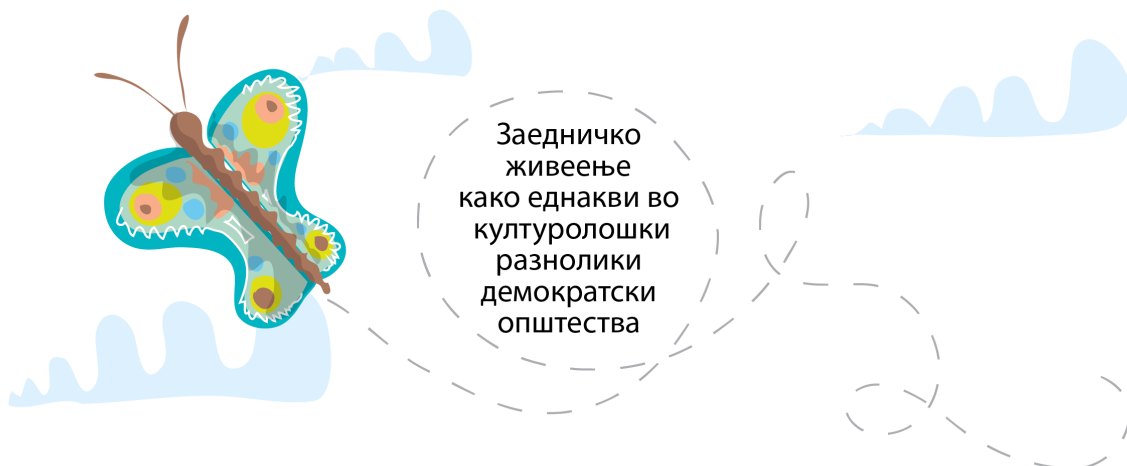 Заедничко
живеење
како еднакви во
културолошки
разнолики
демократски
општества